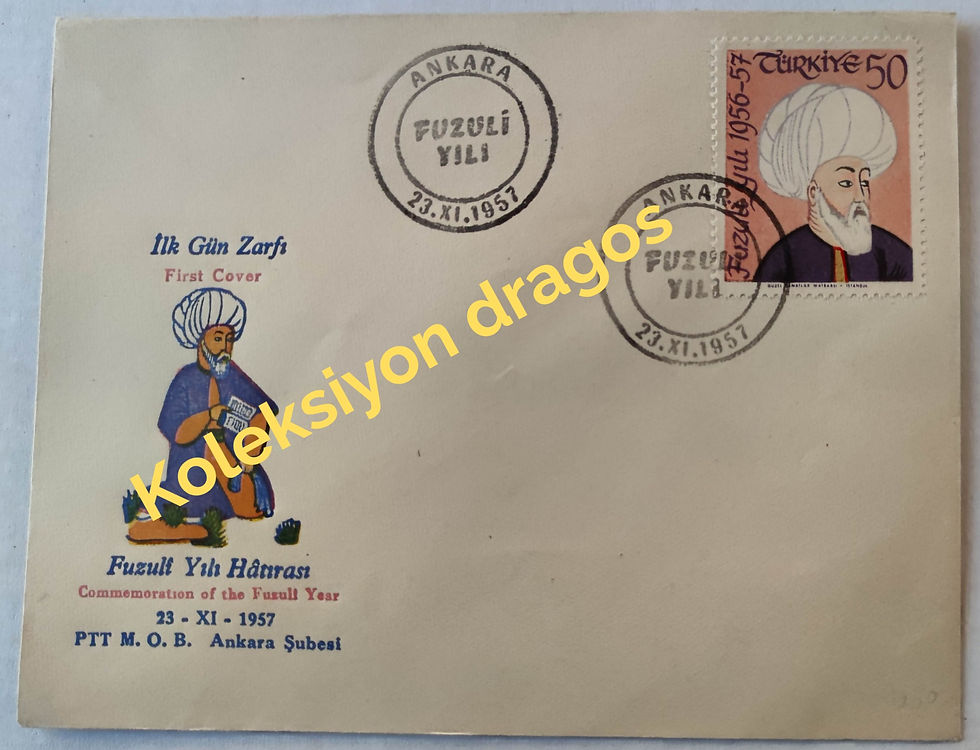 ANKARA
FUZULİ
YILI
23.XI.1957
TÜRKİYE 50
Fuzuli yılı 1956-57
ANKARA
FUZULİ
YILI
23.XI.1957
İlk Gün Zarfı
First Cover
Koleksiyon dragos
Fuzulî Yılı Hâtırası
Commemoration of the Fuzulî Year
23 - XI - 1957
PTT M. O. B. Ankara Şubesi